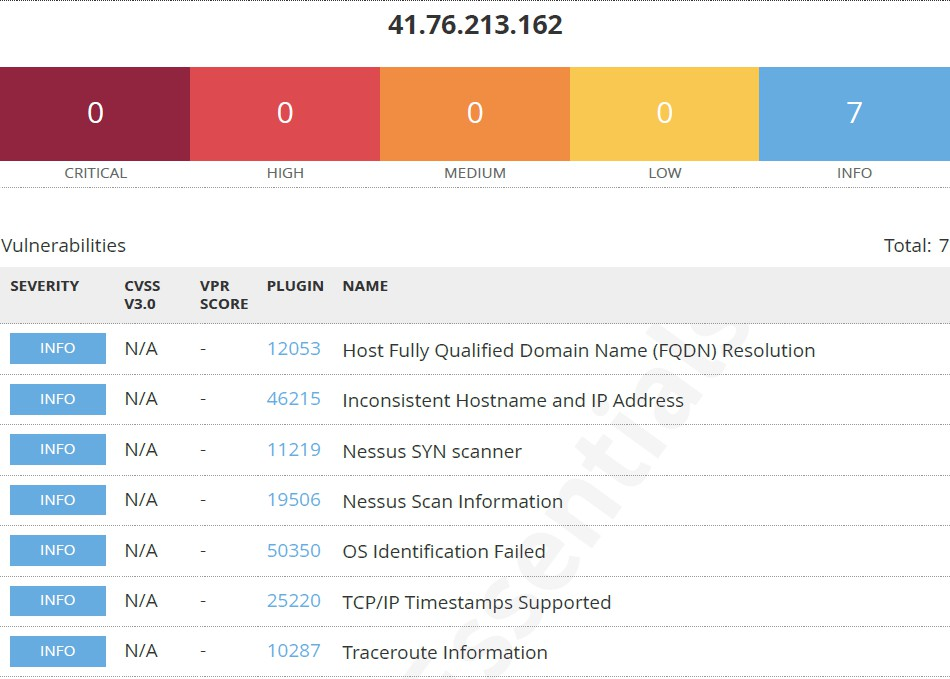 41.76.213.162
0 0 0 0 7
CRITICAL HIGH MEDIUM LOW INFO
Vulnerabilities Total: 7
SEVERITY CVSS V3.0 VPR SCORE PLUGIN NAME
INFO N/A - 12053 Host Fully Qualified Domain Name (FQDN) Resolution
INFO N/A - 46215 Inconsistent Hostname and IP Address
INFO N/A - 11219 Nessus SYN scanner
INFO N/A - 19506 Nessus Scan Information
INFO N/A - 50350 OS Identification Failed
INFO N/A - 25220 TCP/IP Timestamps Supported
INFO N/A - 10287 Traceroute Information
Essentials